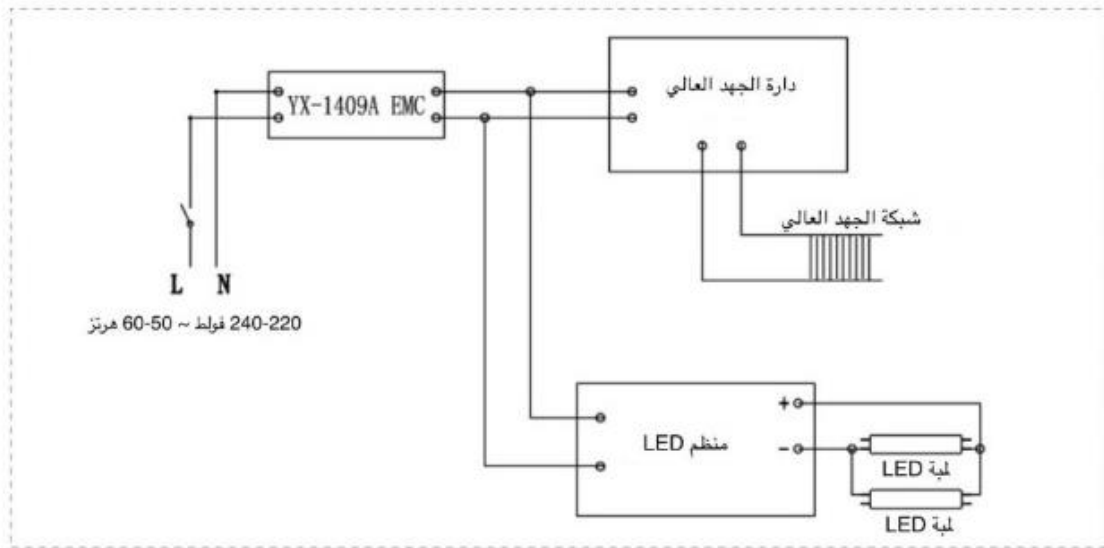 دارة الجهد العالي
YX-1409A EMC
شبكة الجهد العالي
L N
240-220 فولط ~ 50-60 هرتز
+
منظم LED
-
لمبة LED
لمبة LED